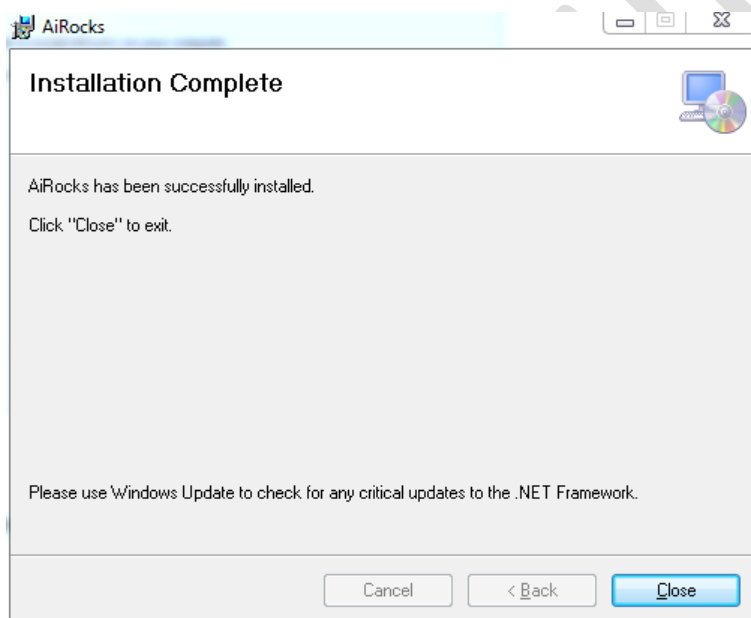 AiRocks
Installation Complete
AiRocks has been successfully installed.
Click "Close" to exit.
Please use Windows Update to check for any critical updates to the .NET Framework.
Cancel
< Back
Close